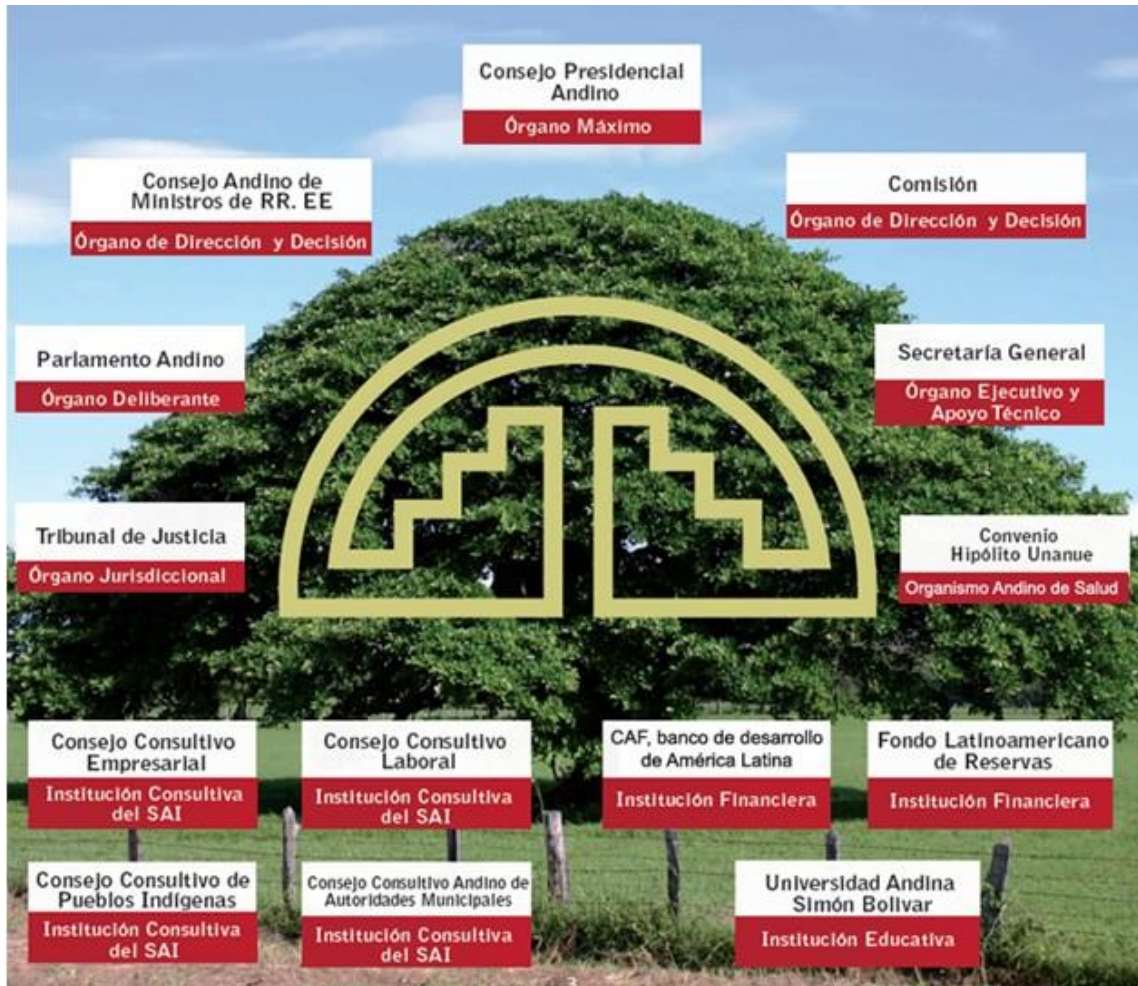 Consejo Presidencial
Andino
Órgano Máximo
Consejo Andino de
Ministros de RR. EE
Órgano de Dirección y Decisión
Comisión
Órgano de Dirección y Decisión
Parlamento Andino
Órgano Deliberante
Secretaría General
Órgano Ejecutivo y
Apoyo Técnico
Tribunal de Justicia
Órgano Jurisdiccional
Convenio
Hipólito Unanue
Organismo Andino de Salud
Consejo Consultivo
Empresarial
Institución Consultiva
del SAI
Consejo Consultivo
Laboral
Institución Consultiva
del SAI
CAF, banco de desarrollo
de América Latina
Institución Financiera
Fondo Latinoamericano
de Reservas
Institución Financiera
Consejo Consultivo de
Pueblos Indígenas
Institución Consultiva
del SAI
Consejo Consultivo Andino de
Autoridades Municipales
Institución Consultiva
del SAI
Universidad Andina
Simón Bolivar
Institución Educativa
3